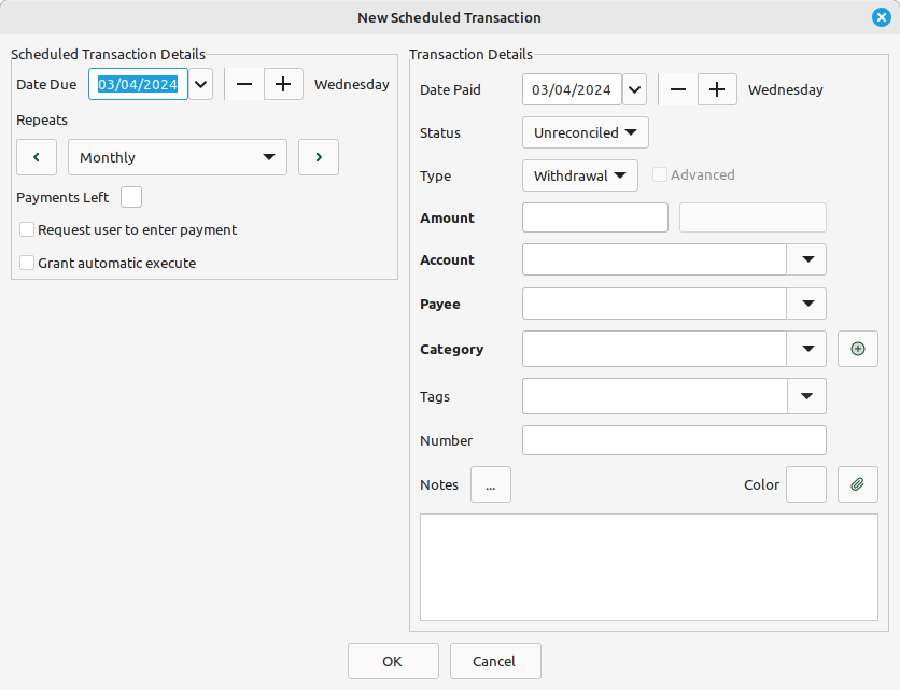 New Scheduled Transaction
Scheduled Transaction Details
Date Due 03/04/2024 Wednesday
Repeats
Monthly
Payments Left
Request user to enter payment
Grant automatic execute
Transaction Details
Date Paid 03/04/2024 Wednesday
Status Unreconciled
Type Withdrawal Advanced
Amount
Account
Payee
Category
Tags
Number
Notes ... Color
OK Cancel